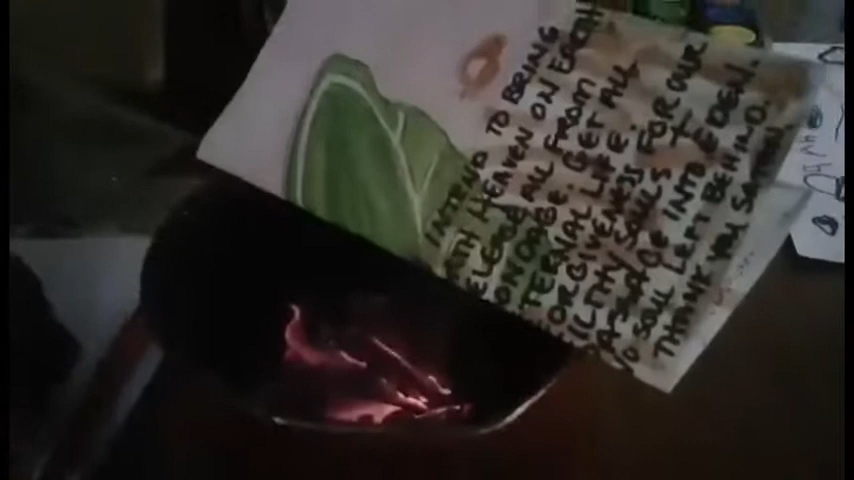 INTEND TO BRING
HEAVEN ON EARTH
RELEASE ALL FROM
BONDAGE. GET ALL
ETERNAL LIFE.
FORGIVENESS FOR OUR
FILTHY SOULS +
INTO EDEN.
NO SOUL LEFT BEHIND.
THANK YOU SATAN.